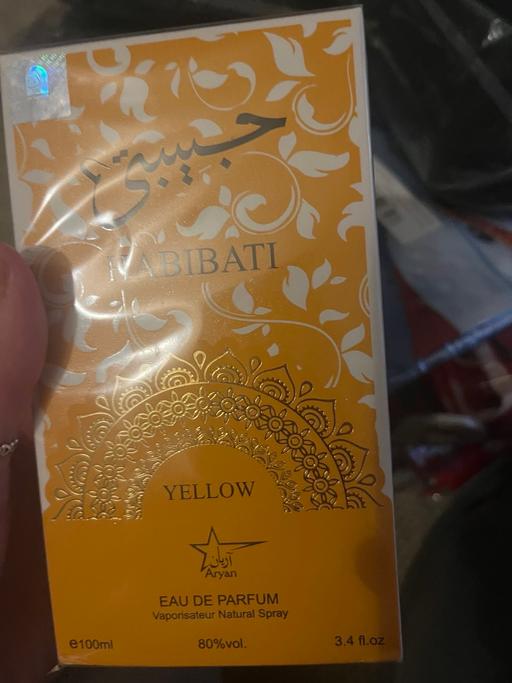 حبيبتي
HABIBATI
YELLOW
آريان
Aryan
EAU DE PARFUM
Vaporisateur Natural Spray
e100ml 80%vol. 3.4 fl.oz